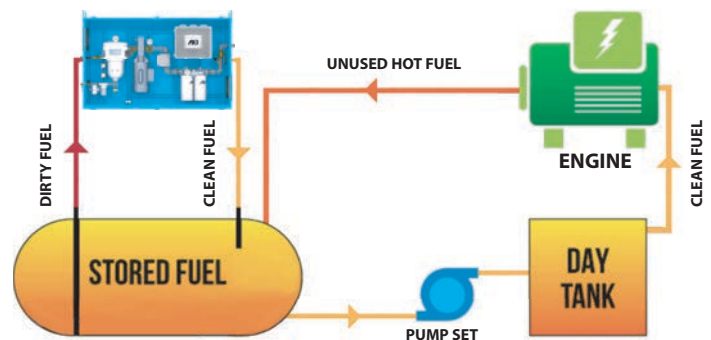 UNUSED HOT FUEL
DIRTY FUEL
CLEAN FUEL
ENGINE
CLEAN FUEL
STORED FUEL
DAY
TANK
PUMP SET